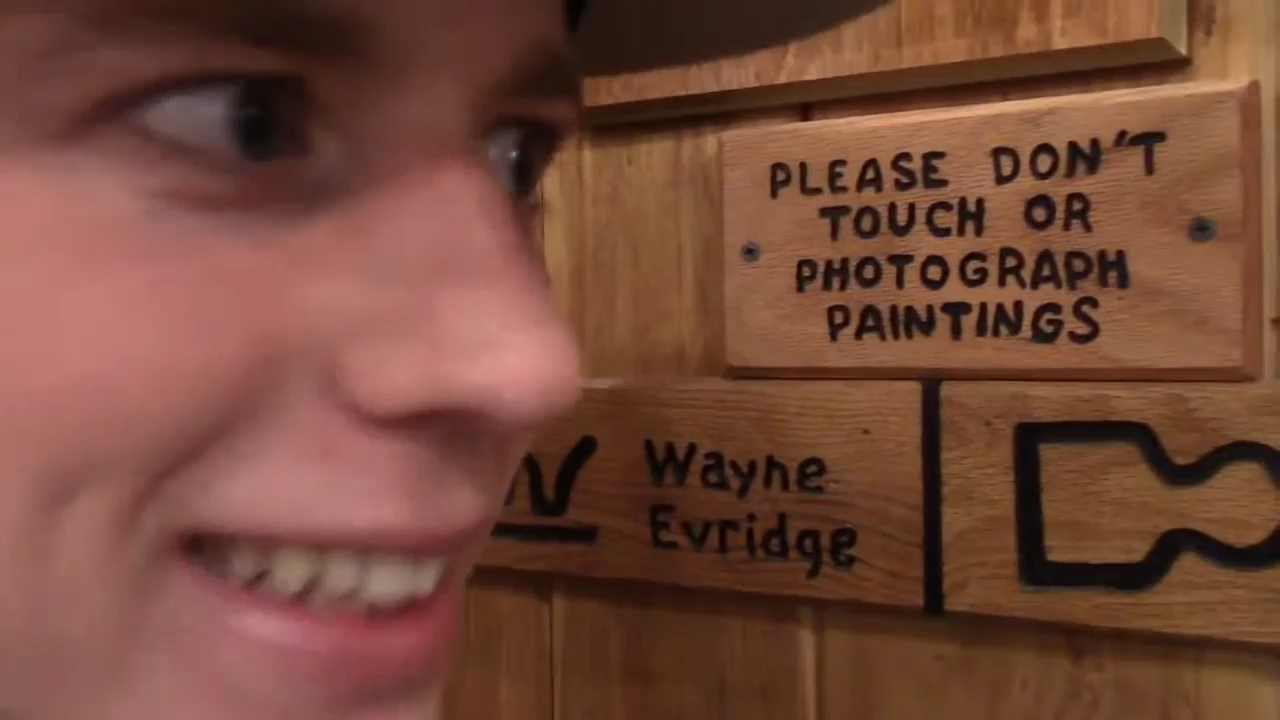 PLEASE DON'T
TOUCH OR
PHOTOGRAPH
PAINTINGS
Wayne
Evridge